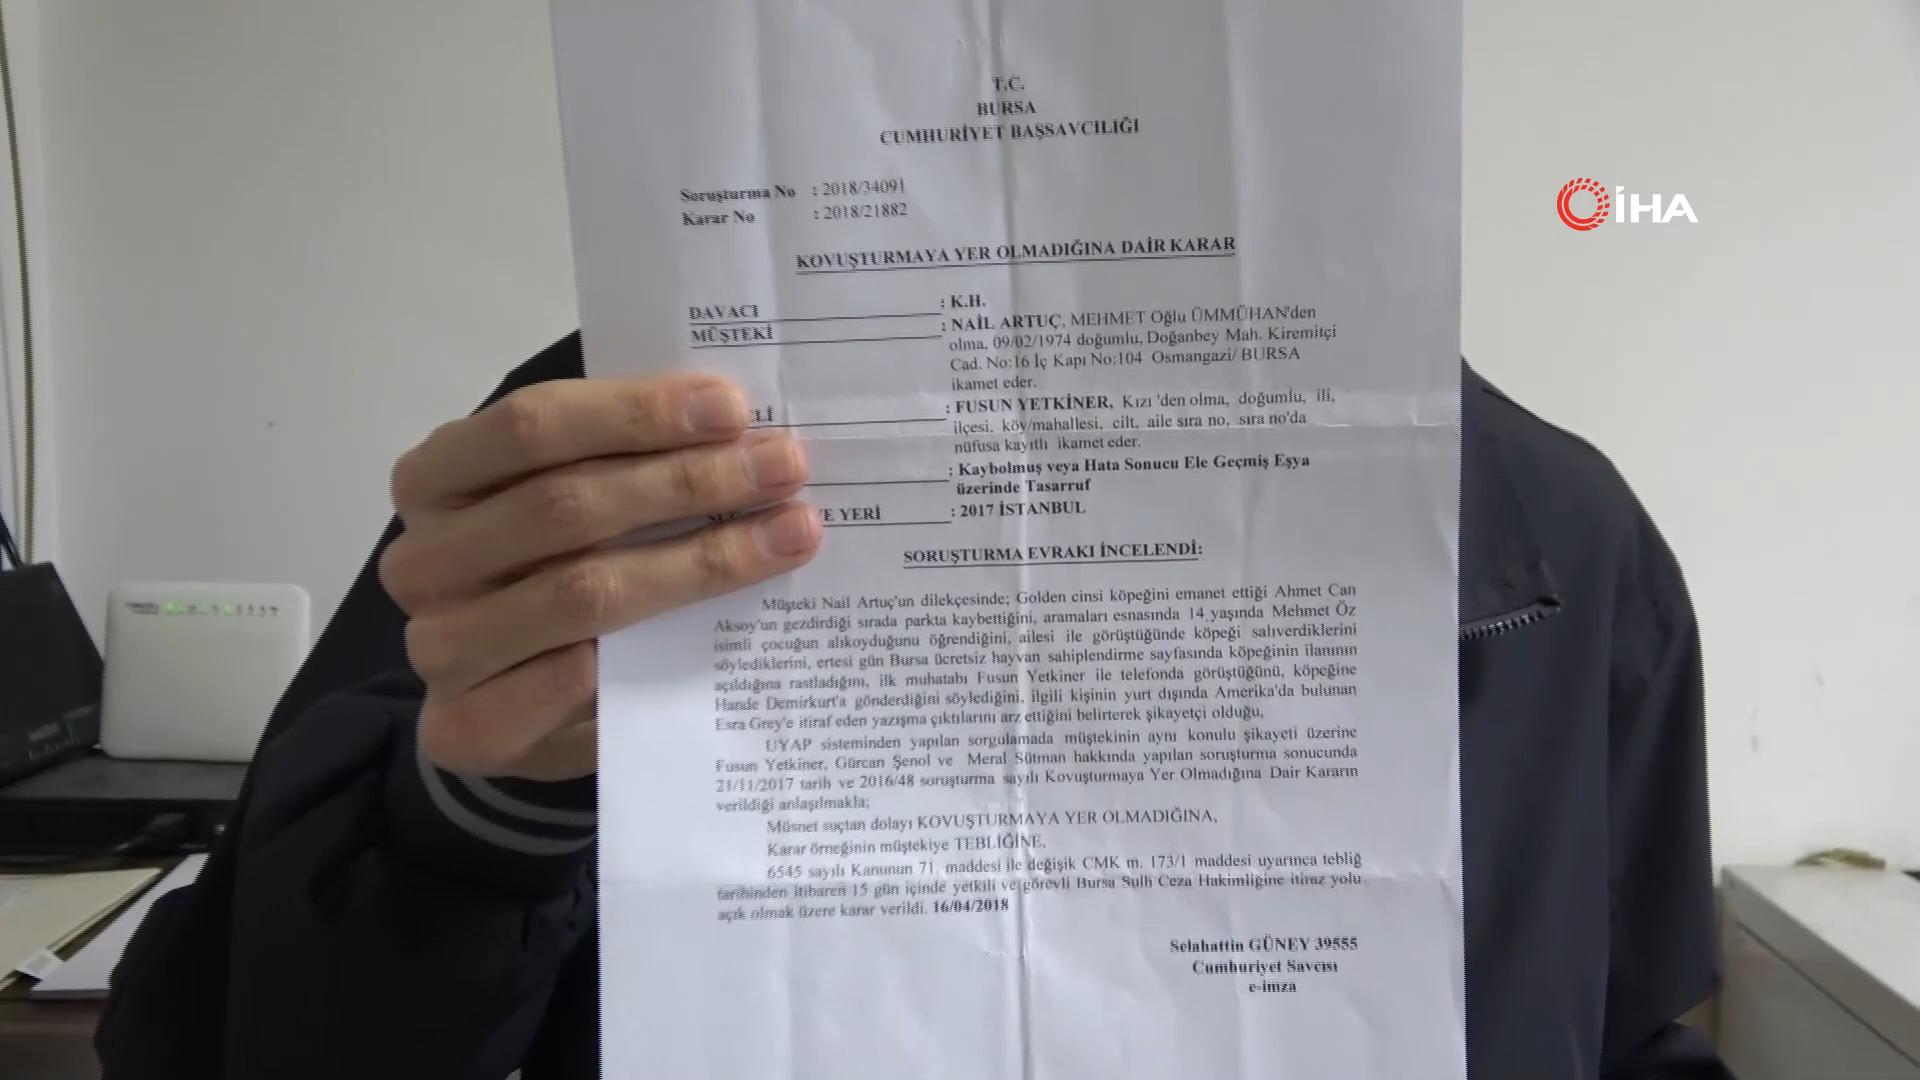 T.C.
BURSA
CUMHURİYET BAŞSAVCILIĞI
İHA
Soruşturma No : 2018/34091
Karar No : 2018/21882
KOVUŞTURMAYA YER OLMADIĞINA DAİR KARAR
DAVACI : K.H.
MÜŞTEKİ : NAİL ARTUÇ, MEHMET Oğlu ÜMMÜHAN'den
olma, 09/02/1974 doğumlu, Doğanbey Mah. Kiremitçi
Cad. No:16 İç Kapı No:104 Osmangazi/ BURSA
ikamet eder.
ELİ : FUSUN YETKİNER, Kızı 'den olma, doğumlu, ili,
ilçesi, köy/mahallesi, cilt, aile sıra no, sıra no'da
nüfusa kayıtlı ikamet eder.
: Kaybolmuş veya Hata Sonucu Ele Geçmiş Eşya
üzerinde Tasarruf
VE YERİ : 2017 İSTANBUL
SORUŞTURMA EVRAKI İNCELENDİ:
Müşteki Nail Artuç'un dilekçesinde; Golden cinsi köpeğini emanet ettiği Ahmet Can
Aksoy'un gezdirdiği sırada parkta kaybettiğini, aramaları esnasında 14 yaşında Mehmet Öz
isimli çocuğun alıkoyduğunu öğrendiğini, ailesi ile görüştüğünde köpeği salıverdiklerini
söylediklerini, ertesi gün Bursa ücretsiz hayvan sahiplendirme sayfasında köpeğinin ilanının
açıldığına rastladığını, ilk muhatabı Fusun Yetkiner ile telefonda görüştüğünü, köpeğine
Hande Demirkurt'a gönderdiğini söylediğini, ilgili kişinin yurt dışında Amerika'da bulunan
Esra Grey'e itiraf eden yazışma çıktılarını arz ettiğini belirterek şikayetçi olduğu,
UYAP sisteminden yapılan sorgulamada müştekinin aynı konulu şikayeti üzerine
Fusun Yetkiner, Gürcan Şenol ve Meral Sütman hakkında yapılan soruşturma sonucunda
21/11/2017 tarih ve 2016/48 soruşturma sayılı Kovuşturmaya Yer Olmadığına Dair Kararın
verildiği anlaşılmakla;
Müsnet suçtan dolayı KOVUŞTURMAYA YER OLMADIĞINA,
Karar örneğinin müştekiye TEBLİĞİNE,
6545 sayılı Kanunun 71. maddesi ile değişik CMK m. 173/1 maddesi uyarınca tebliğ
tarihinden itibaren 15 gün içinde yetkili ve görevli Bursa Sulh Ceza Hakimliğine itiraz yolu
açık olmak üzere karar verildi. 16/04/2018
Selahattin GÜNEY 39555
Cumhuriyet Savcısı
e-imza